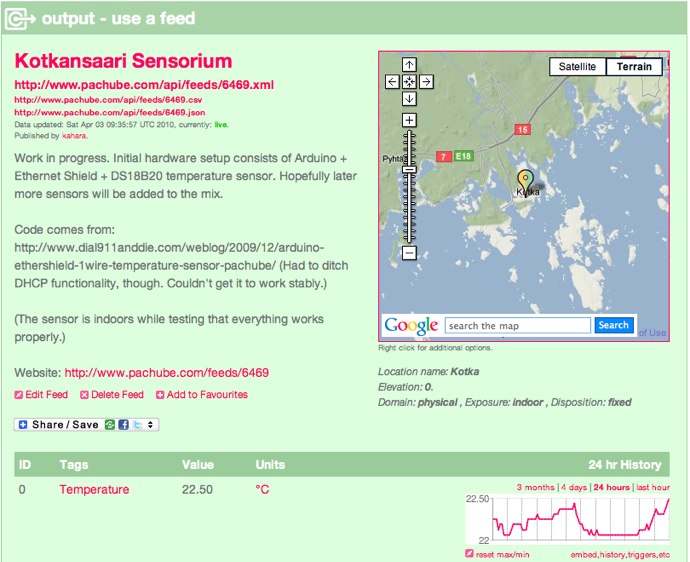 output - use a feed
Kotkansaari Sensorium
http://www.pachube.com/api/feeds/6469.xml
http://www.pachube.com/api/feeds/6469.csv
http://www.pachube.com/api/feeds/6469.json
Data updated: Sat Apr 03 09:35:57 UTC 2010, currently: live.
Published by kahara.
Work in progress. Initial hardware setup consists of Arduino +
Ethernet Shield + DS18B20 temperature sensor. Hopefully later
more sensors will be added to the mix.
Code comes from:
http://www.dial911anddie.com/weblog/2009/12/arduino-
ethershield-1wire-temperature-sensor-pachube/ (Had to ditch
DHCP functionality, though. Couldn't get it to work stably.)
(The sensor is indoors while testing that everything works
properly.)
Website: http://www.pachube.com/feeds/6469
Edit Feed Delete Feed Add to Favourites
Share / Save
Satellite Terrain
15
7 E18
Pyhtä
Kotka
Google search the map Search
of Use
Right click for additional options.
Location name: Kotka
Elevation: 0.
Domain: physical , Exposure: indoor , Disposition: fixed
ID Tags Value Units 24 hr History
0 Temperature 22.50 °C
3 months | 4 days | 24 hours | last hour
22.50
22
reset max/min embed,history,triggers,etc